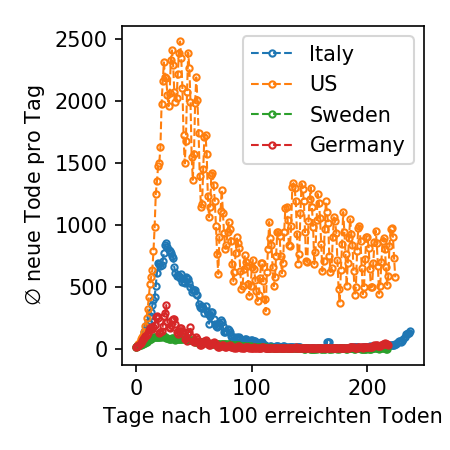 2500
2000
1500
1000
500
0
∅ neue Tode pro Tag
Italy
US
Sweden
Germany
0 100 200
Tage nach 100 erreichten Toden